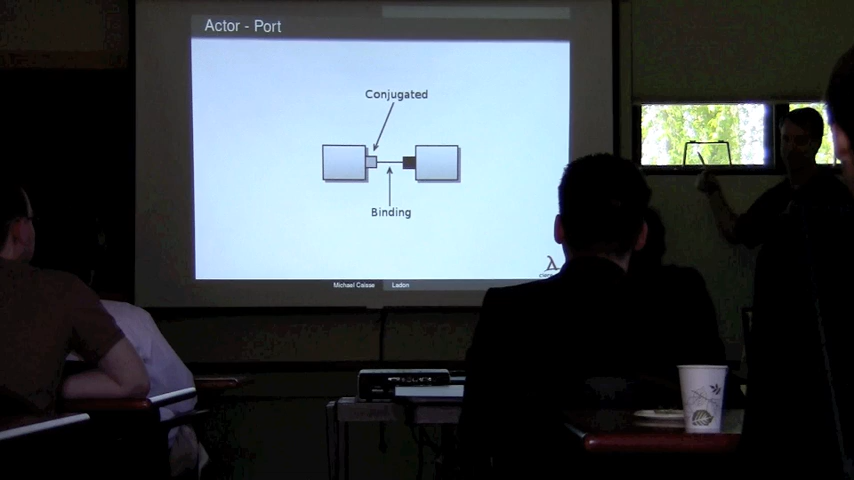 Actor - Port
Conjugated
Binding
Michael Caisse
Ladon